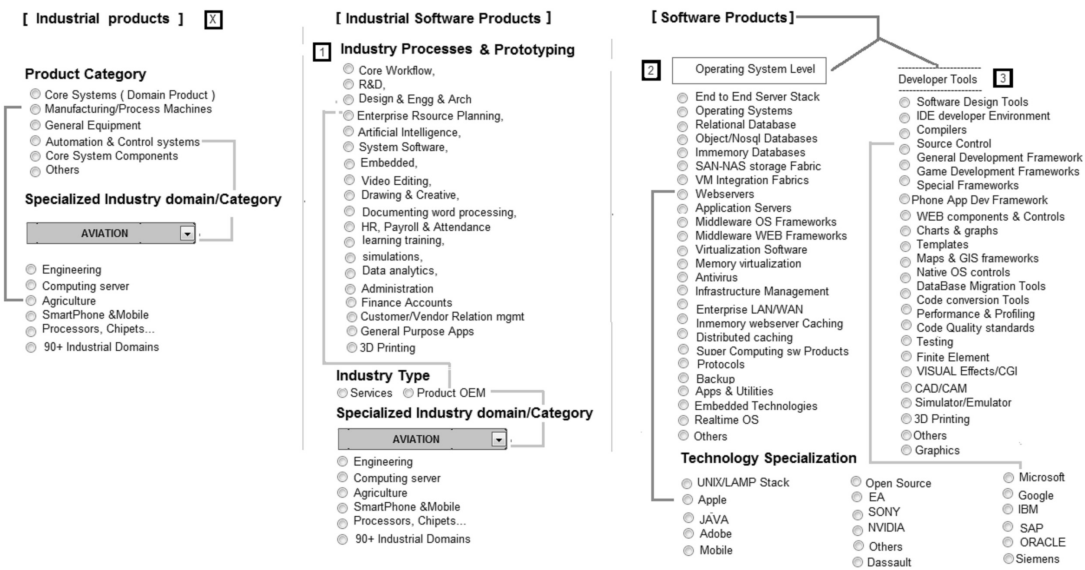 [ Industrial products ] X
Product Category
Core Systems ( Domain Product )
Manufacturing/Process Machines
General Equipment
Automation & Control systems
Core System Components
Others
Specialized Industry domain/Category
AVIATION
Engineering
Computing server
Agriculture
SmartPhone &Mobile
Processors, Chipets...
90+ Industrial Domains
[ Industrial Software Products ]
1 Industry Processes & Prototyping
Core Workflow,
R&D,
Design & Engg & Arch
Enterprise Rsource Planning,
Artificial Intelligence,
System Software,
Embedded,
Video Editing,
Drawing & Creative,
Documenting word processing,
HR, Payroll & Attendance
learning training,
simulations,
Data analytics,
Administration
Finance Accounts
Customer/Vendor Relation mgmt
General Purpose Apps
3D Printing
Industry Type
Services Product OEM
Specialized Industry domain/Category
AVIATION
Engineering
Computing server
Agriculture
SmartPhone &Mobile
Processors, Chipets...
90+ Industrial Domains
[ Software Products]
2 Operating System Level
End to End Server Stack
Operating Systems
Relational Database
Object/Nosql Databases
Immemory Databases
SAN-NAS storage Fabric
VM Integration Fabrics
Webservers
Application Servers
Middleware OS Frameworks
Middleware WEB Frameworks
Virtualization Software
Memory virtualization
Antivirus
Infrastructure Management
Enterprise LAN/WAN
Inmemory webserver Caching
Distributed caching
Super Computing sw Products
Protocols
Backup
Apps & Utilities
Embedded Technologies
Realtime OS
Others
Developer Tools 3
Software Design Tools
IDE developer Environment
Compilers
Source Control
General Development Framework
Game Development Frameworks
Special Frameworks
Phone App Dev Framework
WEB components & Controls
Charts & graphs
Templates
Maps & GIS frameworks
Native OS controls
DataBase Migration Tools
Code conversion Tools
Performance & Profiling
Code Quality standards
Testing
Finite Element
VISUAL Effects/CGI
CAD/CAM
Simulator/Emulator
3D Printing
Others
Graphics
Technology Specialization
UNIX/LAMP Stack
Apple
JAVA
Adobe
Mobile
Open Source
EA
SONY
NVIDIA
Others
Dassault
Microsoft
Google
IBM
SAP
ORACLE
Siemens